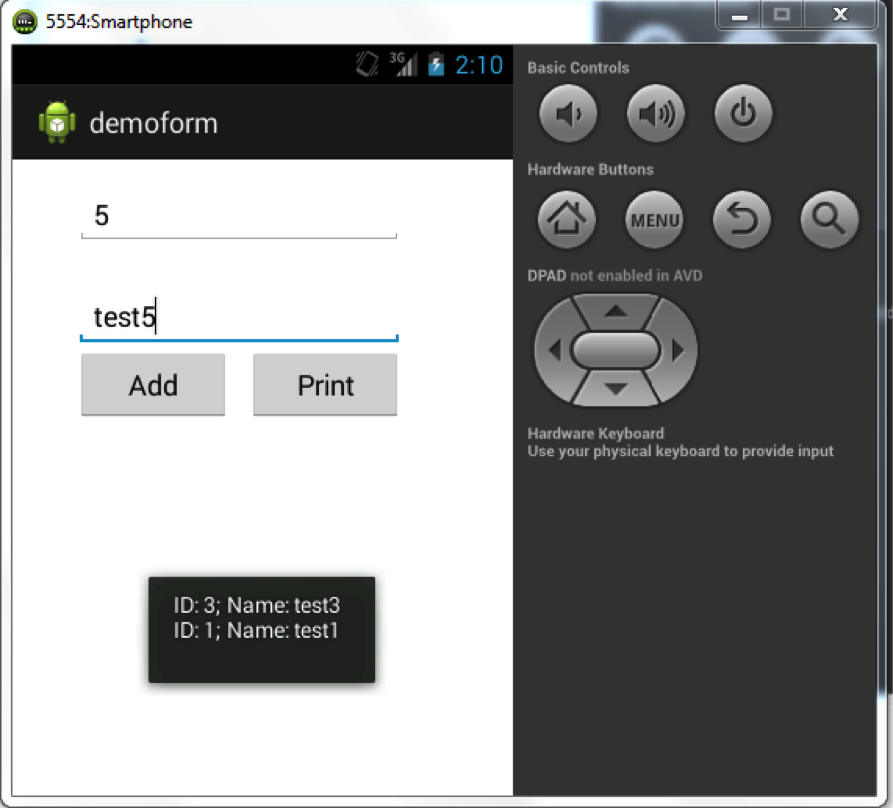 5554:Smartphone
3G 2:10
demoform
5
test5
Add Print
ID: 3; Name: test3
ID: 1; Name: test1
Basic Controls
Hardware Buttons
MENU
DPAD not enabled in AVD
Hardware Keyboard
Use your physical keyboard to provide input